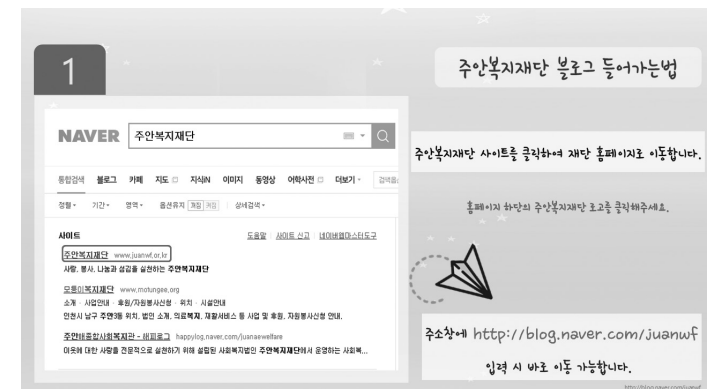 1
주안복지재단 블로그 들어가는법
NAVER 주안복지재단
통합검색 블로그 카페 지도 지식iN 이미지 동영상 어학사전 더보기 검색옵
정렬 기간 영역 옵션유지 꺼짐 켜짐 상세검색
사이트 도움말 사이트 신고 네이버웹마스터도구
주안복지재단 www.juanwf.or.kr
사랑. 봉사. 나눔과 섬김을 실천하는 주안복지재단
모퉁이복지재단 www.motungee.org
소개 · 사업안내 · 후원/자원봉사신청 · 위치 · 시설안내
인천시 남구 주안3동 위치, 법인 소개, 의료복지, 재활서비스 등 사업 및 후원, 자원봉사신청 안내.
주안해종합사회복지관 - 해피로그 happylog.naver.com/juanaewelfare
이웃에 대한 사랑을 전문적으로 실천하기 위해 설립된 사회복지법인 주안복지재단에서 운영하는 사회복...
주안복지재단 사이트를 클릭하여 재단 홈페이지로 이동합니다.
홈페이지 하단의 주안복지재단 로고를 클릭해주세요.
주소창에 http://blog.naver.com/juanwf
입력 시 바로 이동 가능합니다.
http://blog.naver.com/juanwf